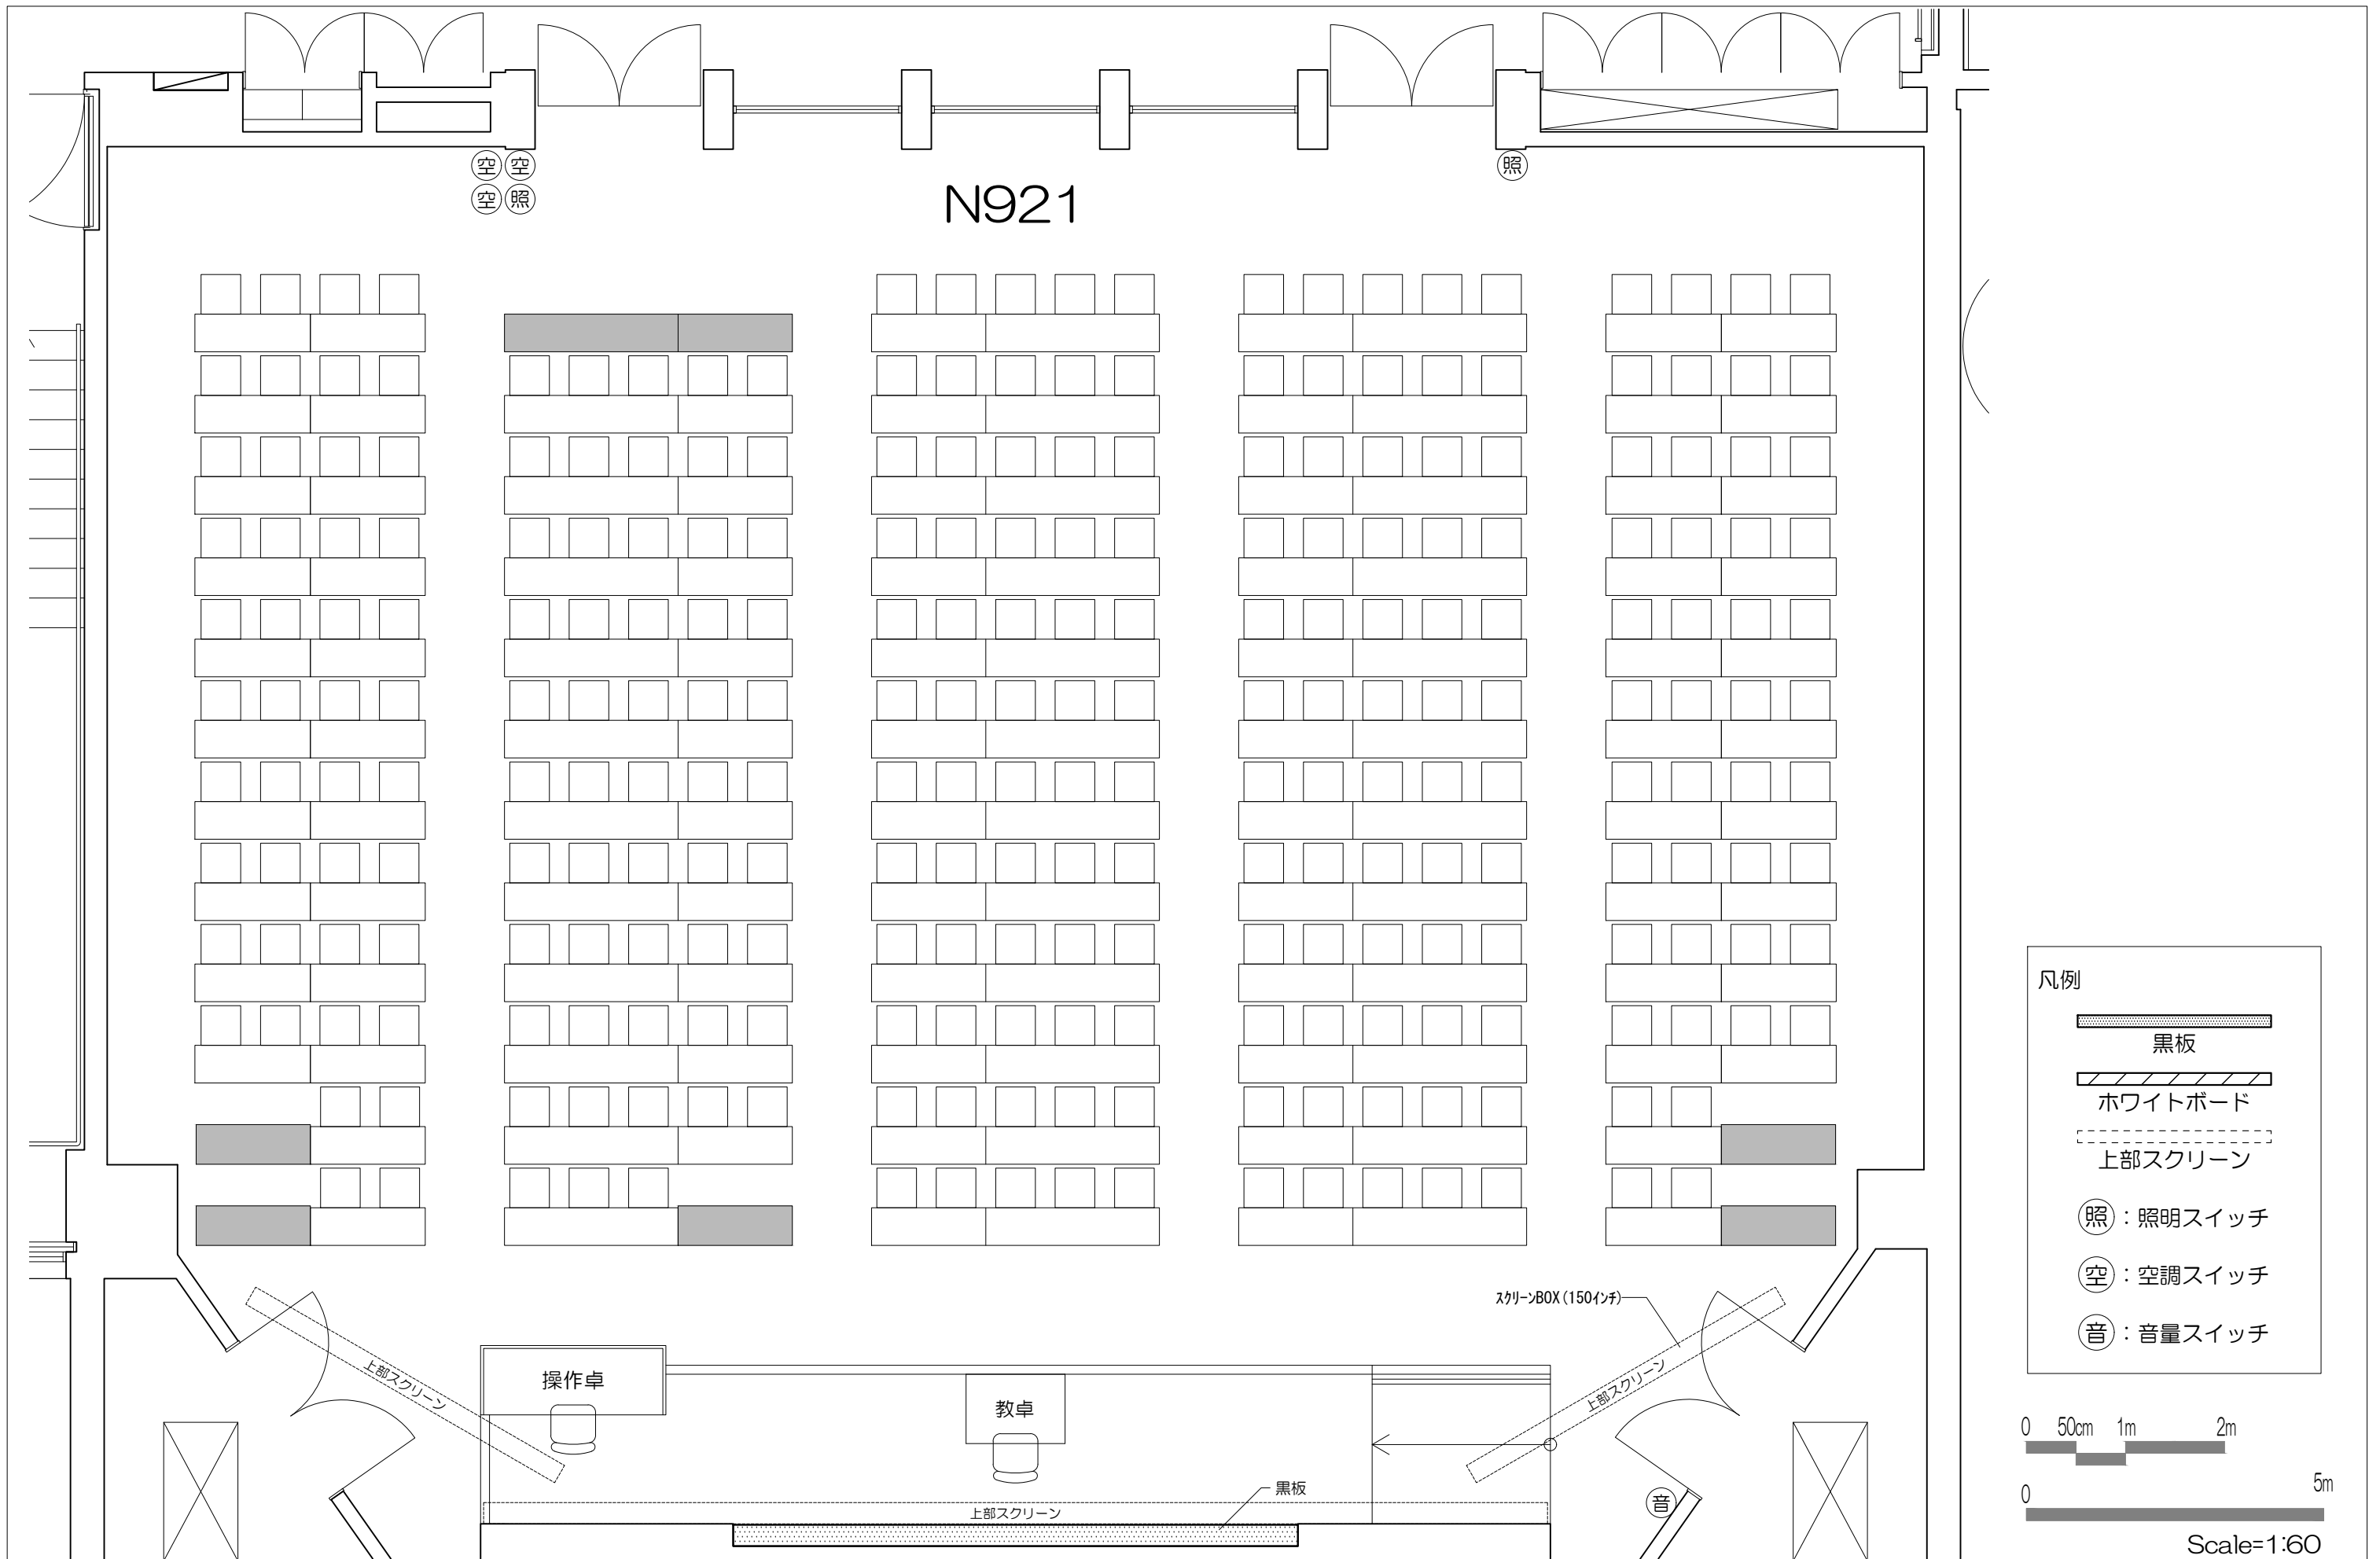 空 空
空 照
照
N921
スクリーンBOX(150インチ)
上部スクリーン
上部スクリーン
操作卓
教卓
黒板
上部スクリーン
音
凡例
黒板
ホワイトボード
上部スクリーン
照:照明スイッチ
空:空調スイッチ
音:音量スイッチ
0 50cm 1m 2m
0 5m
Scale=1:60